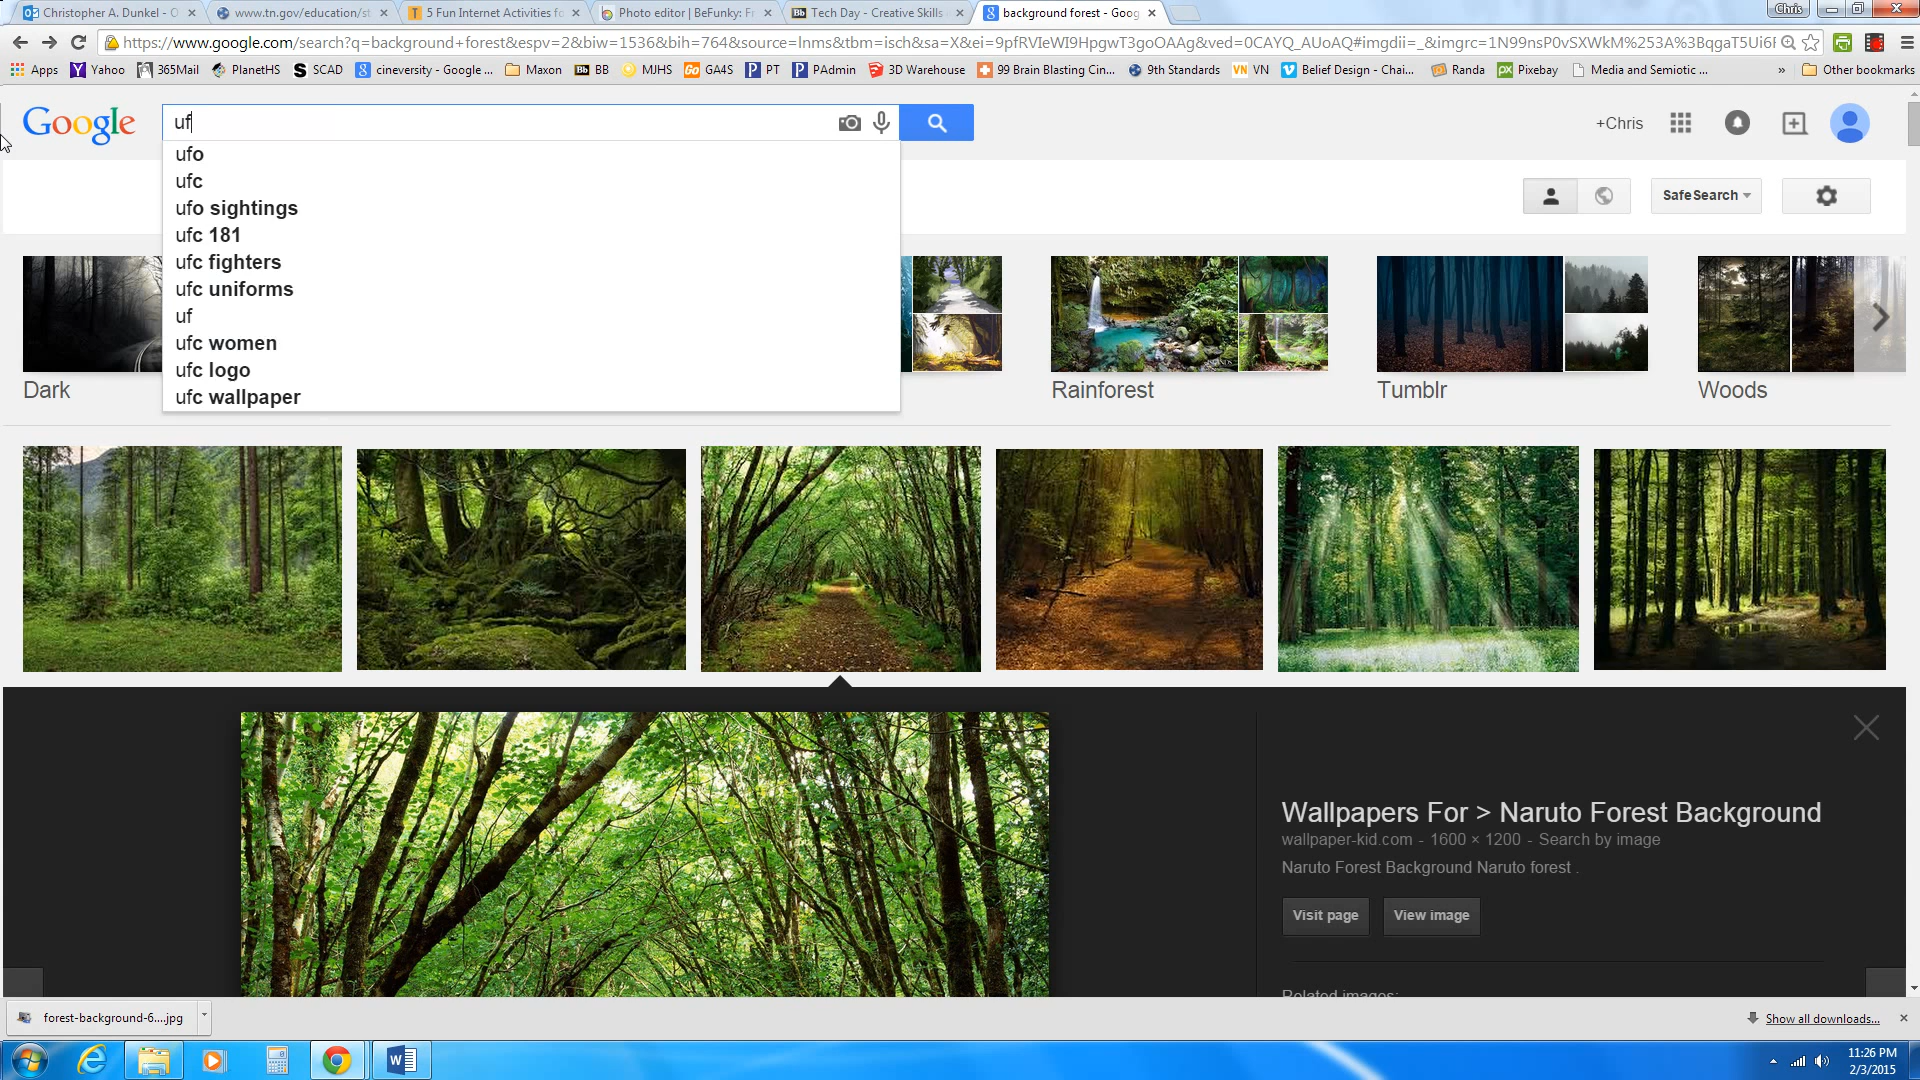 Christopher A. Dunkel - O
www.tn.gov/education/st
5 Fun Internet Activities fo
Photo editor | BeFunky: Fr
Tech Day - Creative Skills
background forest - Goog
Chris
https://www.google.com/search?q=background+forest&espv=2&biw=1536&bih=764&source=lnms&tbm=isch&sa=X&ei=9pfRVIeWI9HpgwT3goOAAg&ved=0CAYQ_AUoAQ#imgdii=_&imgrc=1N99nsP0vSXWkM%253A%3BqgaT5Ui6F
Apps Yahoo 365Mail PlanetHS SCAD cineversity - Google ... Maxon BB MJHS GA4S PT PAdmin 3D Warehouse 99 Brain Blasting Cin... 9th Standards VN Belief Design - Chai... Randa Pixebay Media and Semiotic ... » Other bookmarks
Google
uf
+Chris
ufo
ufc
ufo sightings
ufc 181
ufc fighters
ufc uniforms
uf
ufc women
ufc logo
ufc wallpaper
SafeSearch
Dark
Rainforest
Tumblr
Woods
Wallpapers For > Naruto Forest Background
wallpaper-kid.com - 1600 × 1200 - Search by image
Naruto Forest Background Naruto forest .
Visit page
View image
Related images:
forest-background-6....jpg
Show all downloads...
11:26 PM
2/3/2015